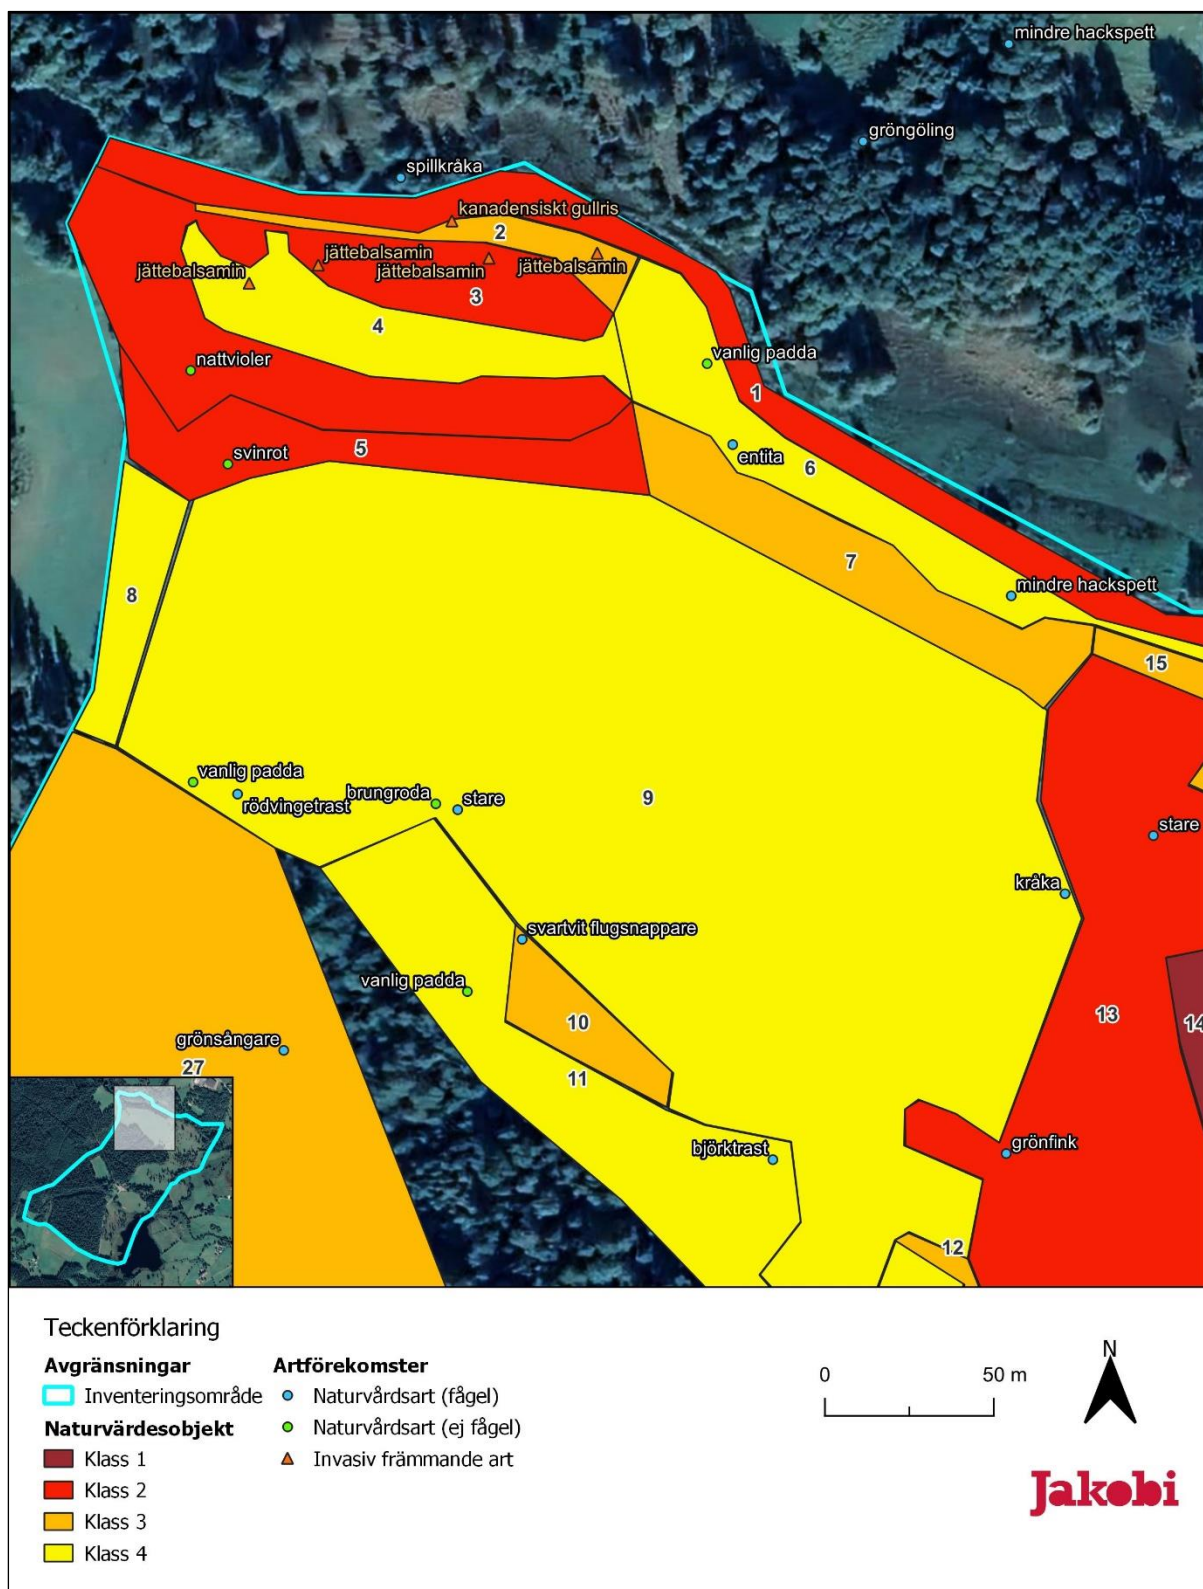 mindre hackspett
gröngöling
spillkråka
kanadensiskt gullris
2
jättebalsamin
jättebalsamin
jättebalsamin
jättebalsamin
3
4
vanlig padda
nattvioler
1
5
svinrot
entita
6
7
mindre hackspett
8
15
vanlig padda
rödvingetrast
brungroda
stare
9
stare
kråka
svartvit flugsnappare
vanlig padda
10
13
14
grönsångare
27
11
björktrast
grönfink
12
Teckenförklaring
Avgränsningar
Inventeringsområde
Naturvärdesobjekt
Klass 1
Klass 2
Klass 3
Klass 4
Artförekomster
Naturvårdsart (fågel)
Naturvårdsart (ej fågel)
Invasiv främmande art
0 50 m
N
Jakobi